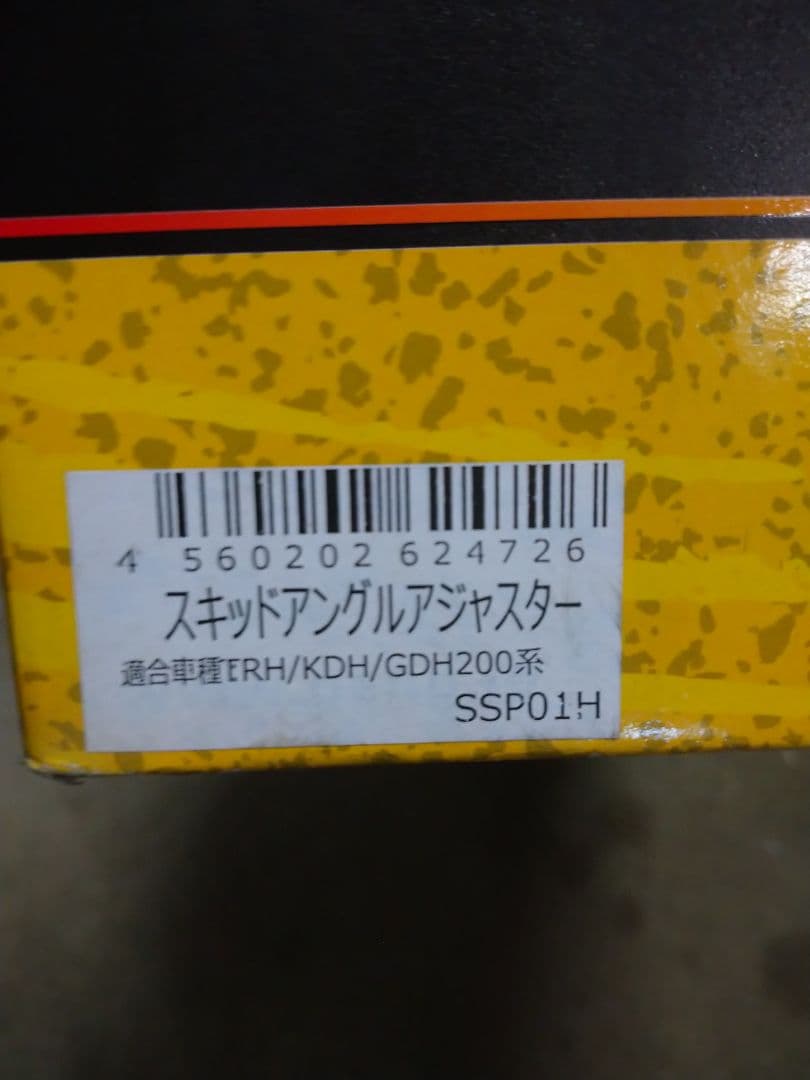 4 560202 624726
スキッドアングルアジャスター
適合車種TRH/KDH/GDH200系
SSP01H